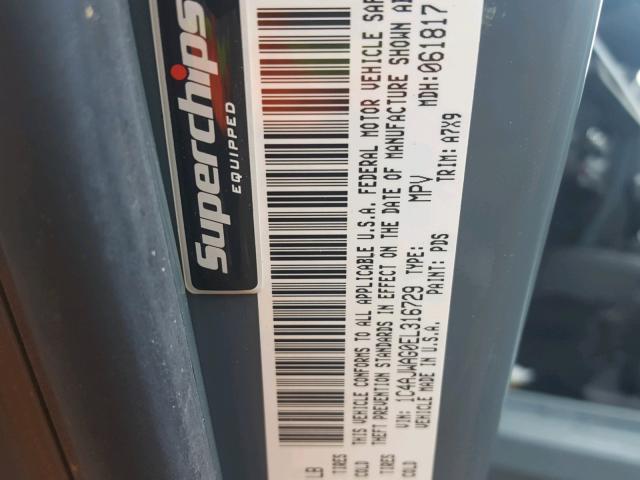 Superchips
EQUIPPED
LB
TIRES
COLD
THIS VEHICLE CONFORMS TO ALL APPLICABLE U.S.A. FEDERAL MOTOR VEHICLE SAF
THEFT PREVENTION STANDARDS IN EFFECT ON THE DATE OF MANUFACTURE SHOWN A
VIN: 1C4AJWAG0EL316729 TYPE: MPV MDH: 061817
VEHICLE MADE IN U.S.A. PAINT: PDS TRIM: A7X9
TIRES
COLD